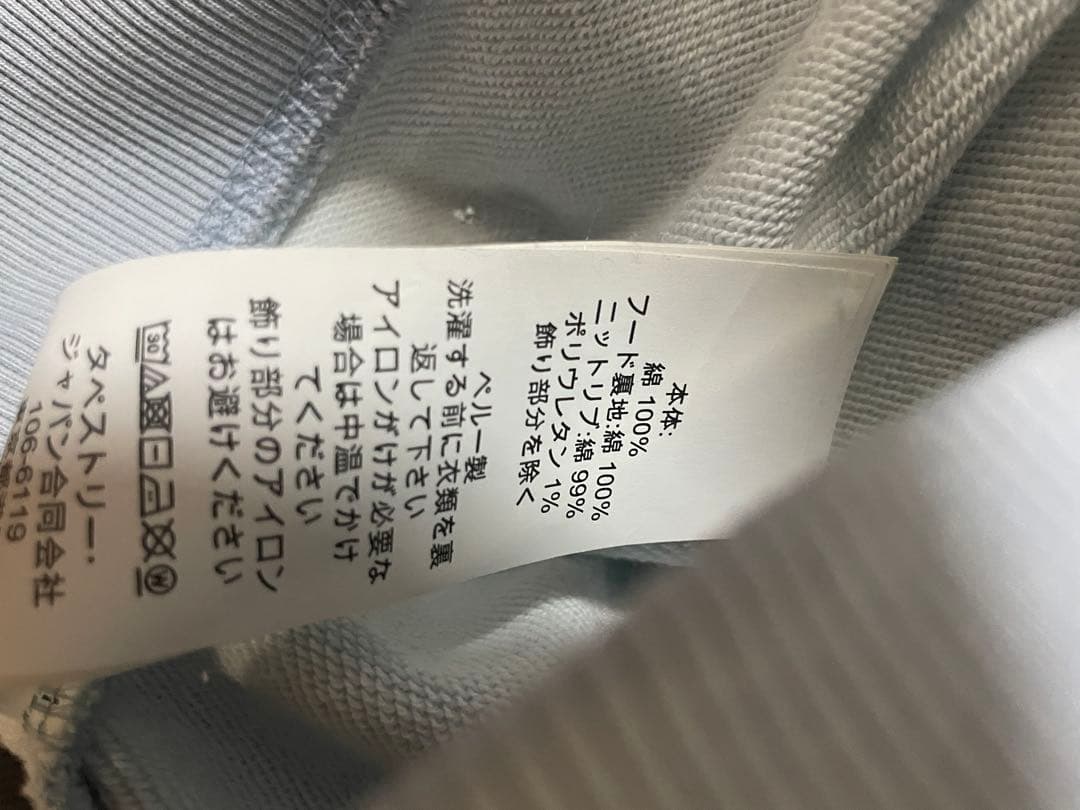 本体:
綿 100%
フード裏地:綿 100%
ニットリブ:綿 99%
ポリウレタン 1%
飾り部分を除く
ペルー製
洗濯する前に衣類を裏
返して下さい
アイロンがけが必要な
場合は中温でかけ
てください
飾り部分のアイロン
はお避けください
30 W
タペストリー・
ジャパン合同会社
106-6119